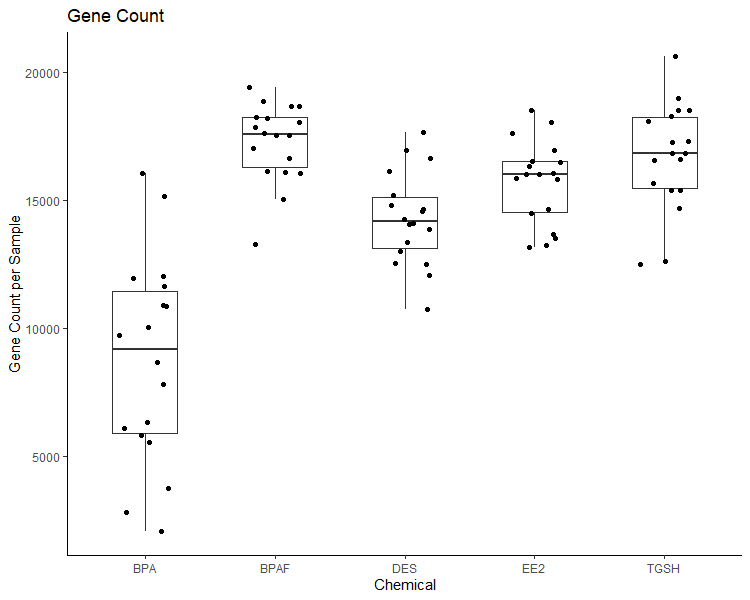 Gene Count
20000
15000
10000
5000
Gene Count per Sample
BPA BPAF DES EE2 TGSH
Chemical